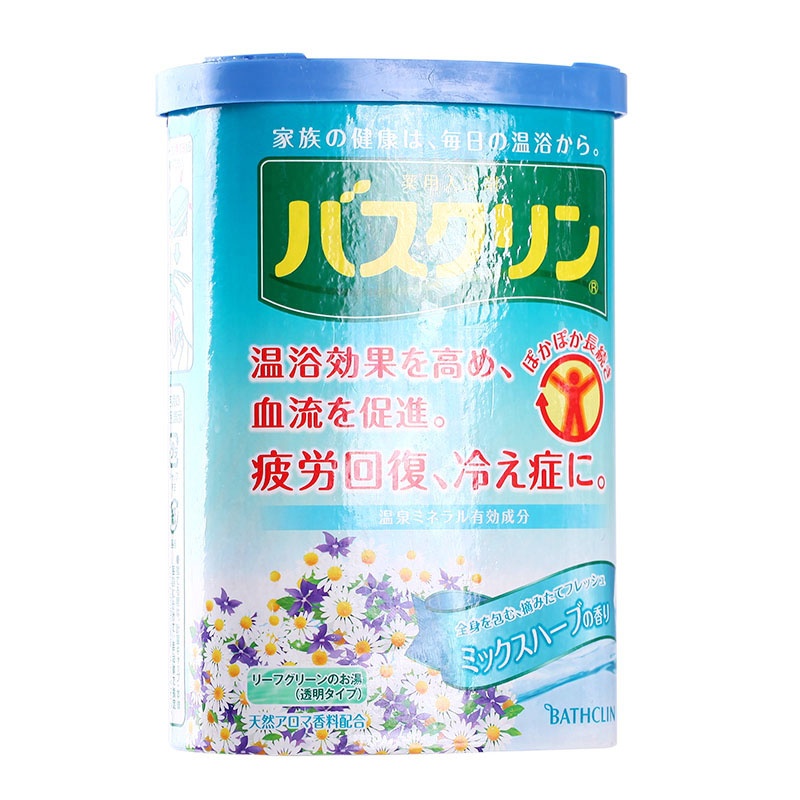 家族の健康は、毎日の温浴から。
薬用入浴剤
バスクリン
®
温浴効果を高め、
血流を促進。
ぽかぽか長続き
疲労回復、冷え症に。
温泉ミネラル有効成分
全身を包む、摘みたてフレッシュ
ミックスハーブの香り
リーフグリーンのお湯
(透明タイプ)
天然アロマ香料配合
BATHCLIN